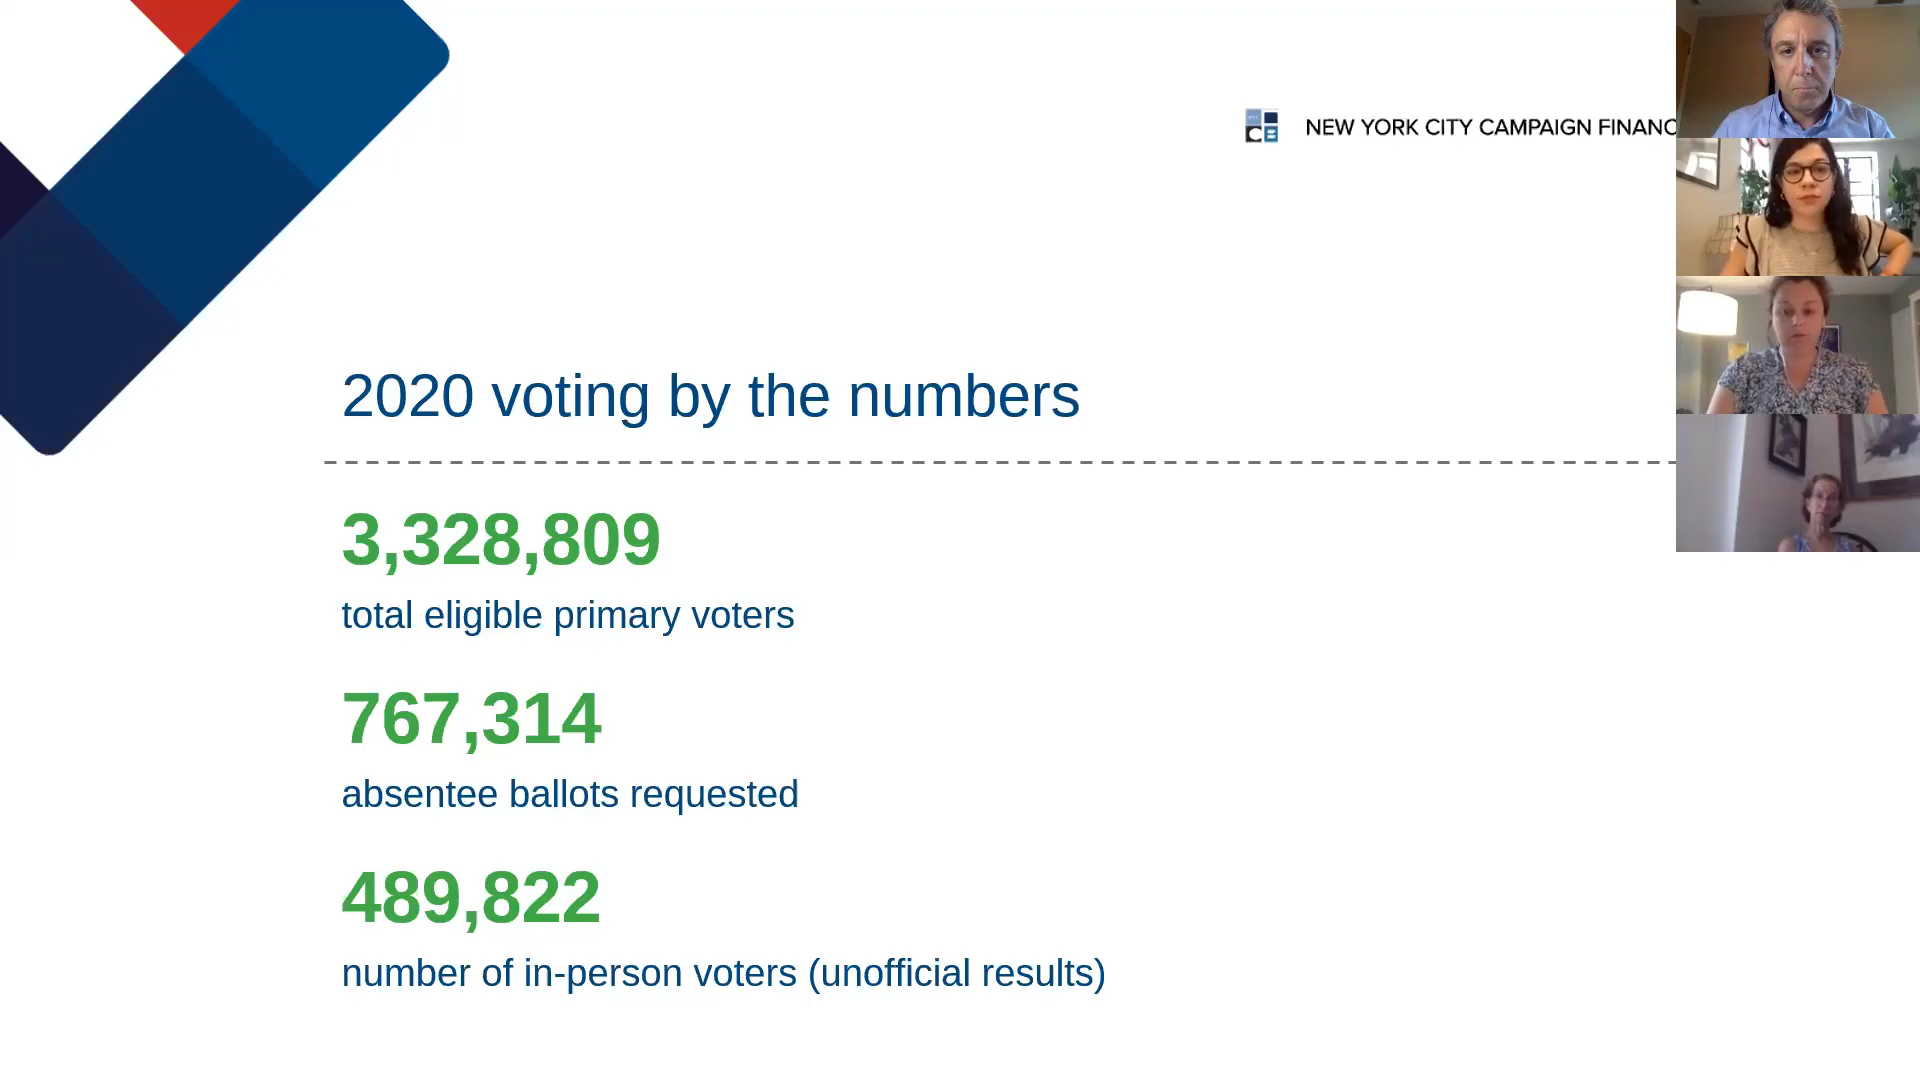 NEW YORK CITY CAMPAIGN FINANC
2020 voting by the numbers
3,328,809
total eligible primary voters
767,314
absentee ballots requested
489,822
number of in-person voters (unofficial results)